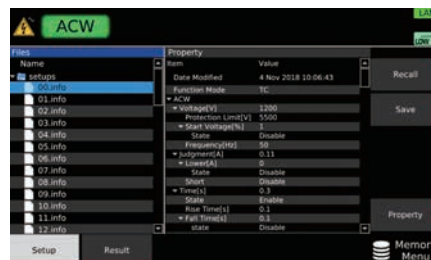 ACW
LAN
LOW
Files
Name
setups
00.info
01.info
02.info
03.info
04.info
05.info
06.info
07.info
08.info
09.info
10.info
11.info
12.info
Property
Item Value
Date Modified 4 Nov 2018 10:06:43
Function Mode TC
ACW
Voltage[V] 1200
Protection Limit[V] 5500
Start Voltage[%] 1
State Disable
Frequency[Hz] 50
Judgment[A] 0.11
Lower[A] 0
State Disable
Short Disable
Time[s] 0.3
State Enable
Rise Time[s] 0.1
Fall Time[s] 0.1
state Disable
Recall
Save
Property
Setup Result
Memor
Menu